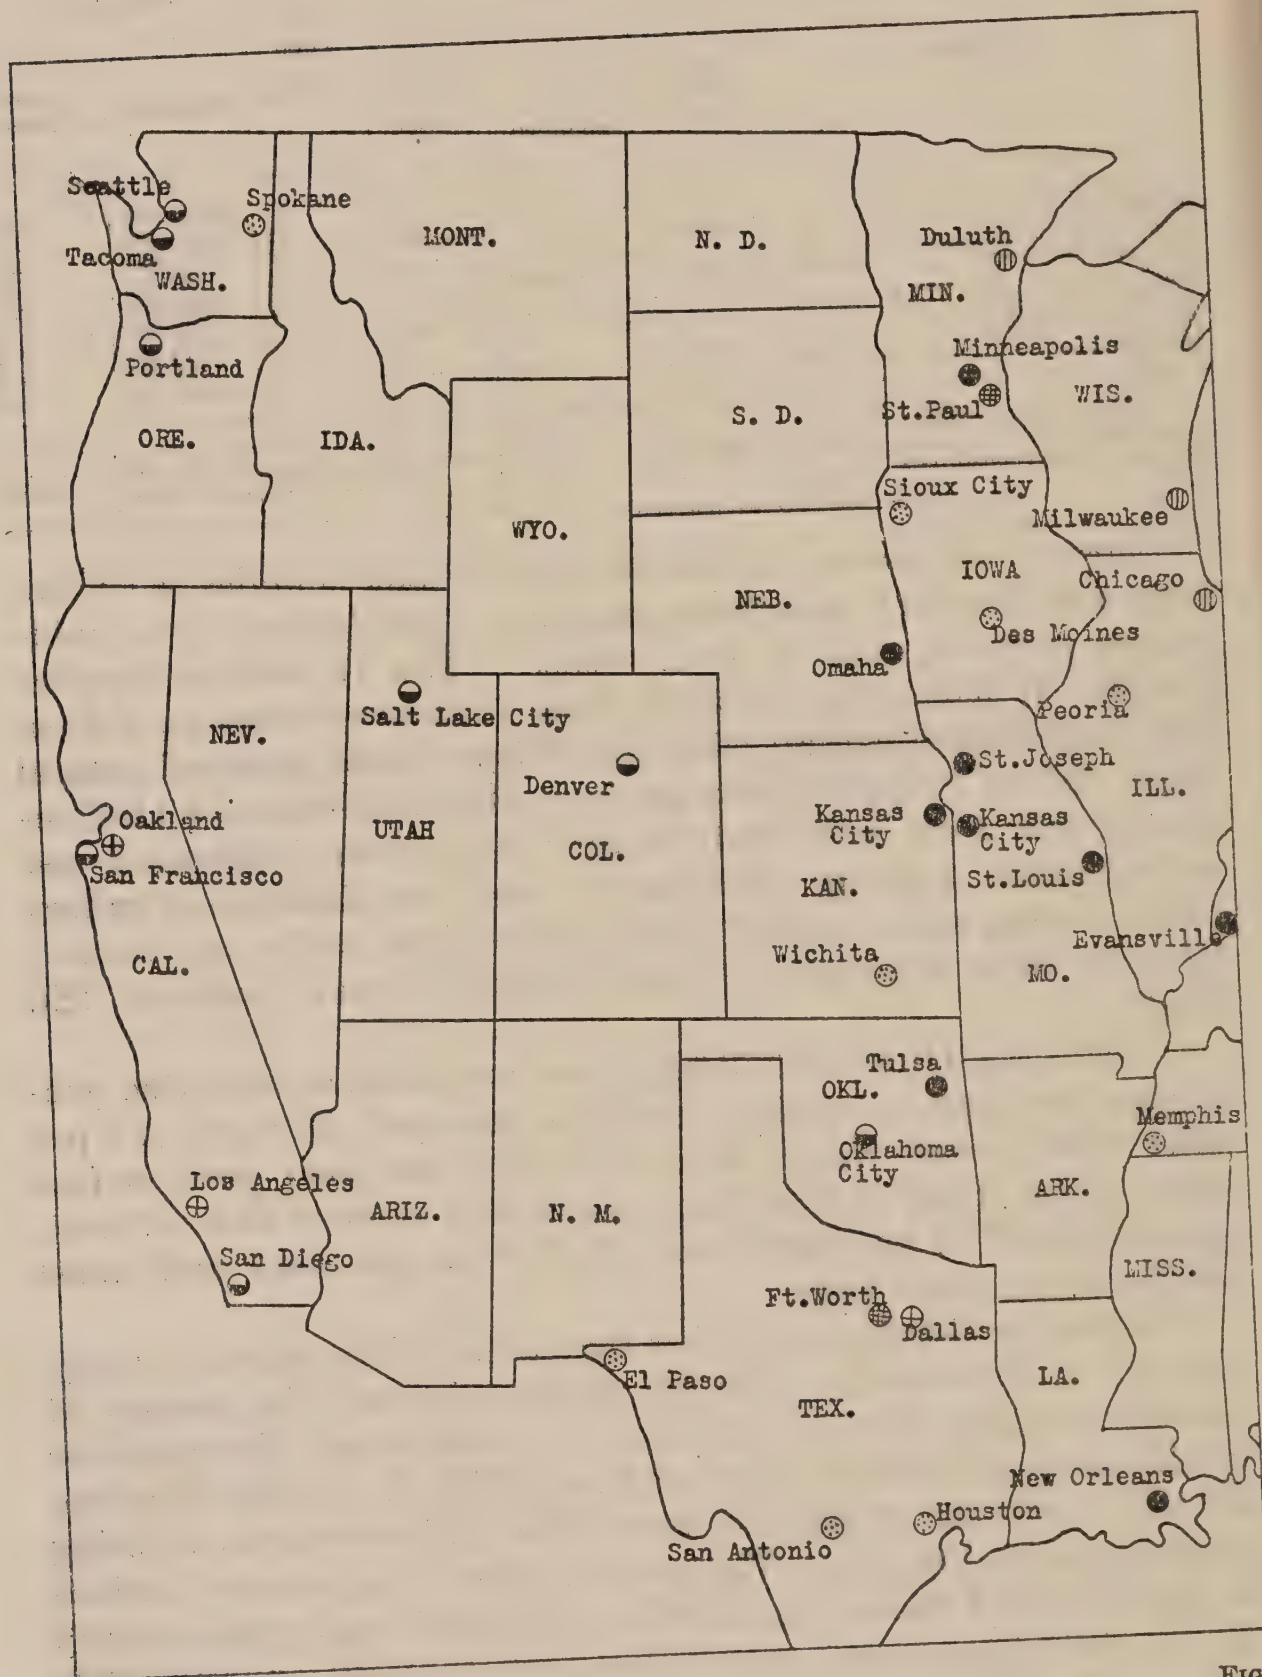 Seattle
Spokane
Tacoma
WASH.
MONT.
N. D.
Duluth
MIN.
Portland
Minneapolis
ORE.
IDA.
S. D.
St.Paul
WIS.
Sioux City
WYO.
Milwaukee
IOWA
Chicago
NEB.
Des Moines
Omaha
Salt Lake City
Peoria
NEV.
St.Joseph
Denver
ILL.
Oakland
UTAH
COL.
Kansas
City
Kansas
City
San Francisco
KAN.
St.Louis
CAL.
Wichita
Evansville
MO.
Tulsa
OKL.
Memphis
Oklahoma
City
Los Angeles
ARIZ.
N. M.
ARK.
San Diego
MISS.
Ft.Worth
Dallas
El Paso
LA.
TEX.
New Orleans
Houston
San Antonio
FIG